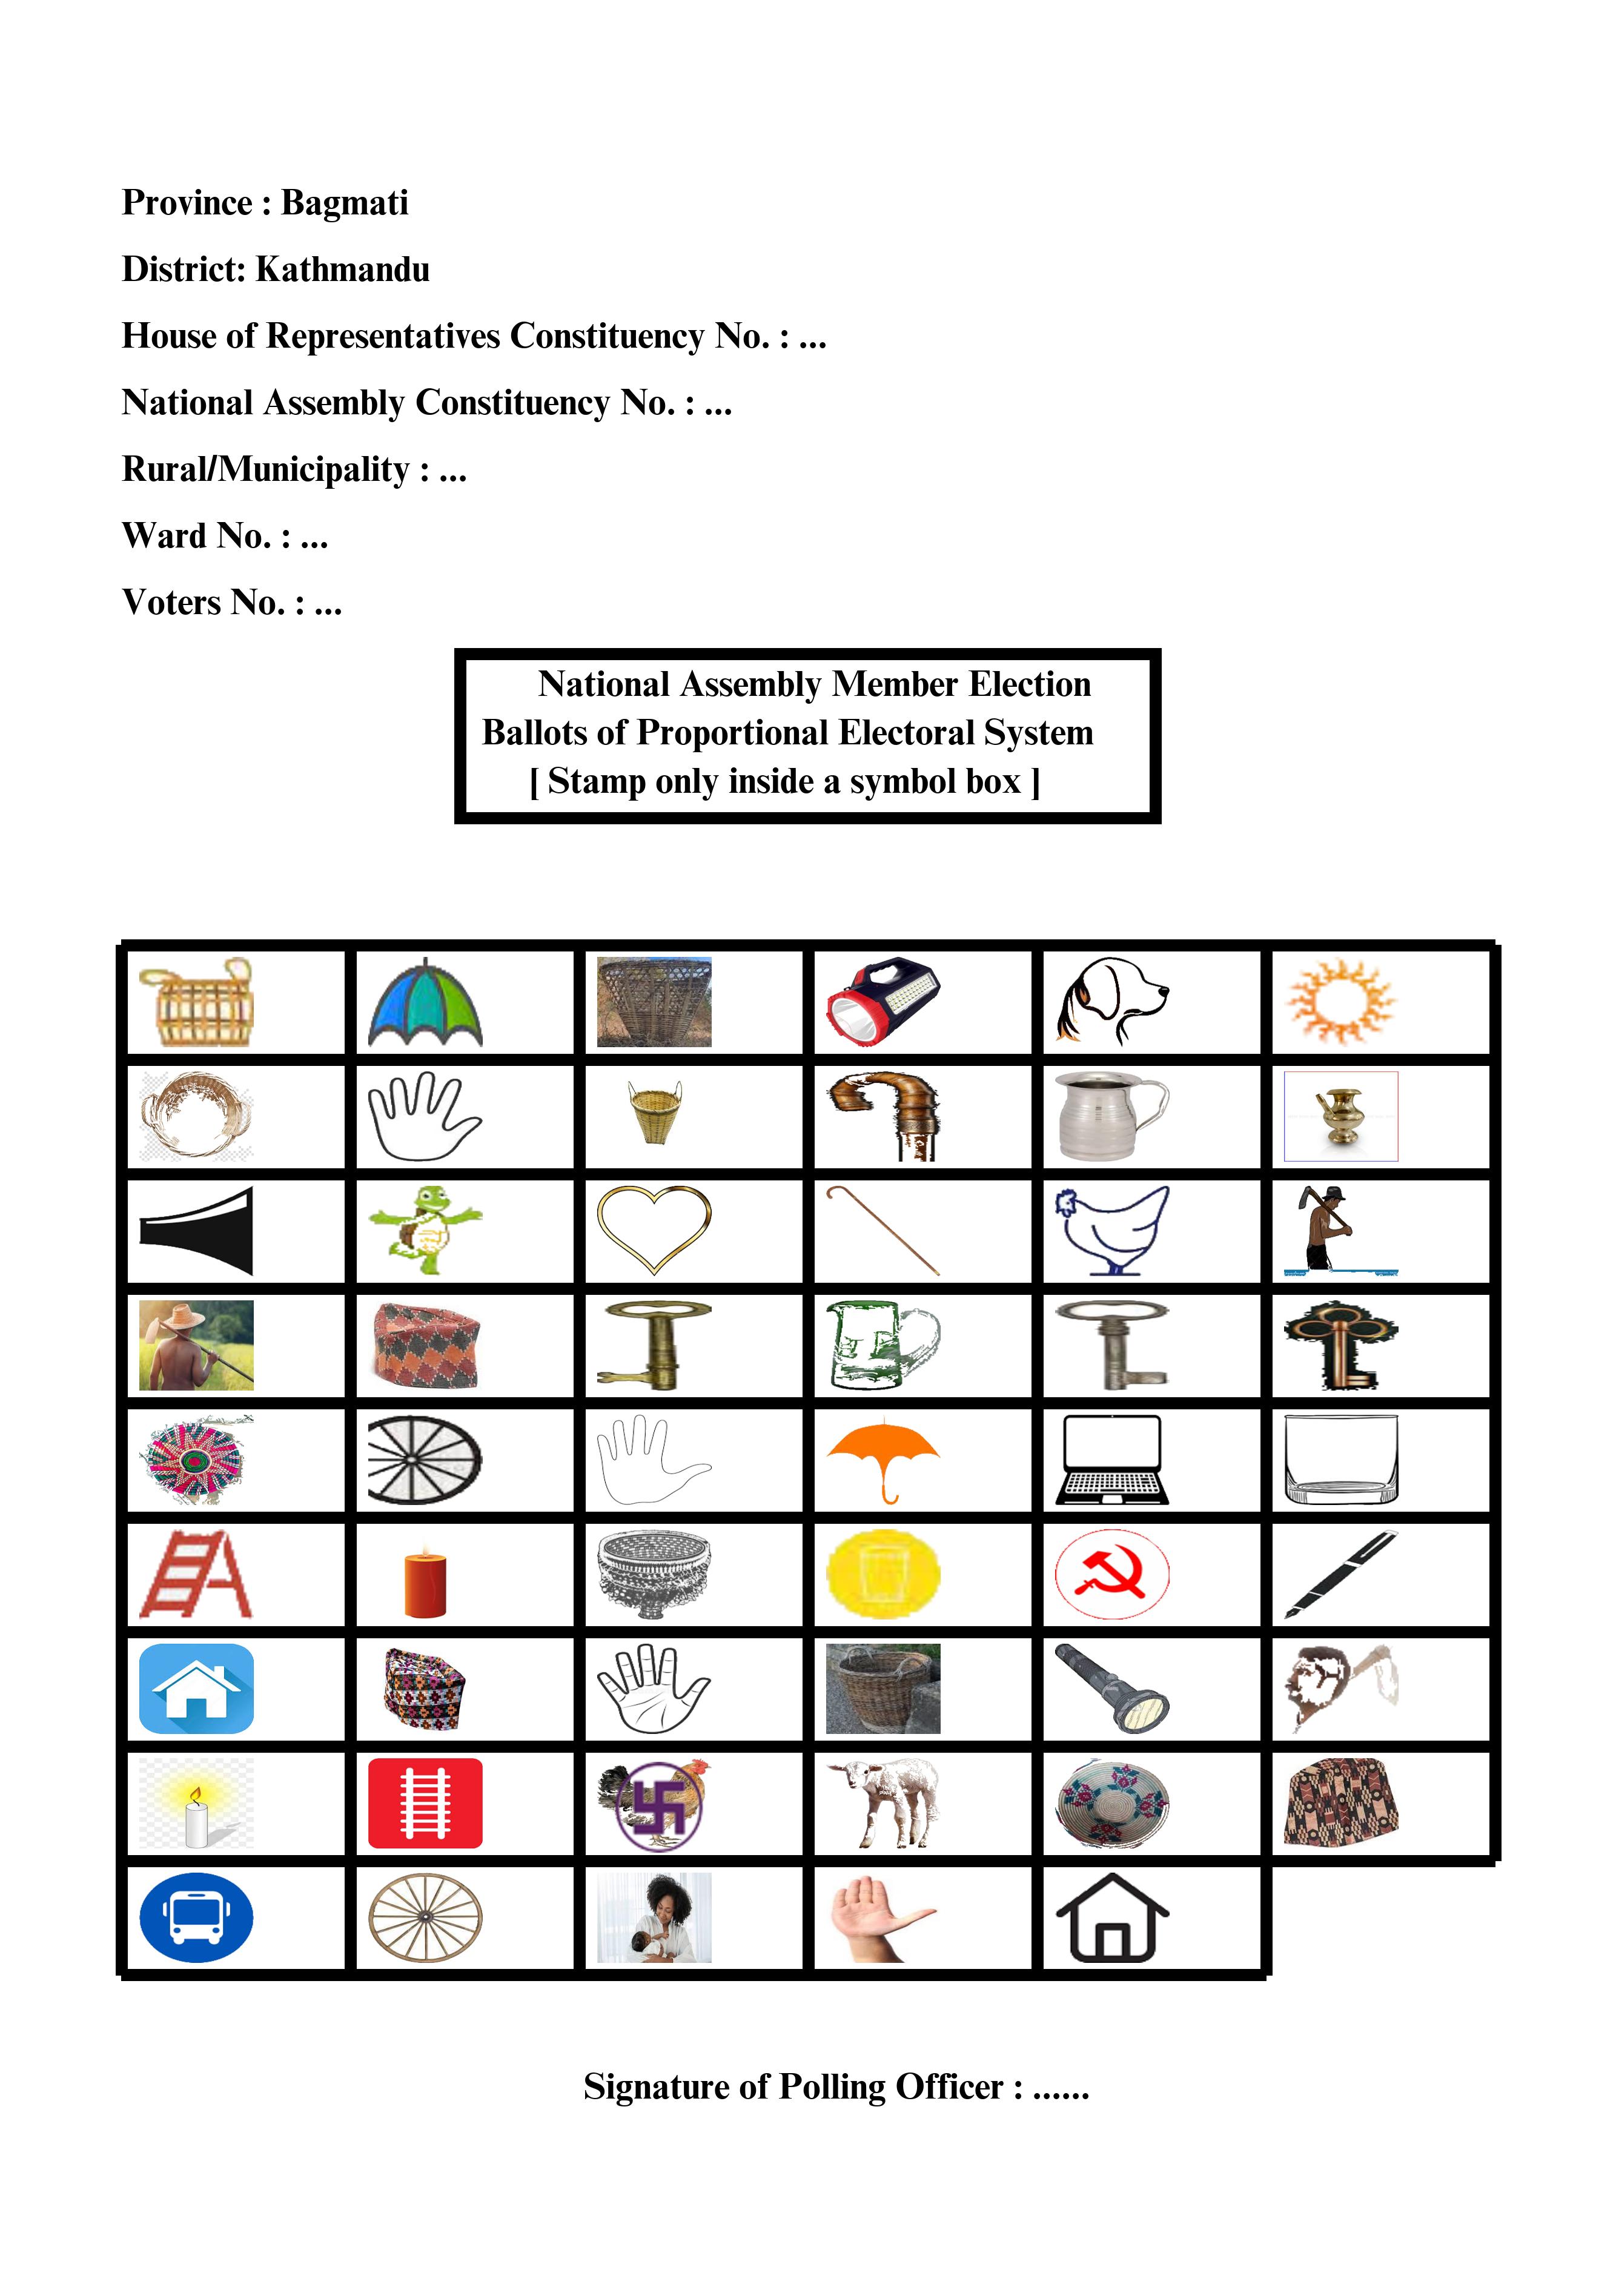 Province : Bagmati
District: Kathmandu
House of Representatives Constituency No. : ...
National Assembly Constituency No. : ...
Rural/Municipality : ...
Ward No. : ...
Voters No. : ...
National Assembly Member Election
Ballots of Proportional Electoral System
[ Stamp only inside a symbol box ]
Signature of Polling Officer : ......